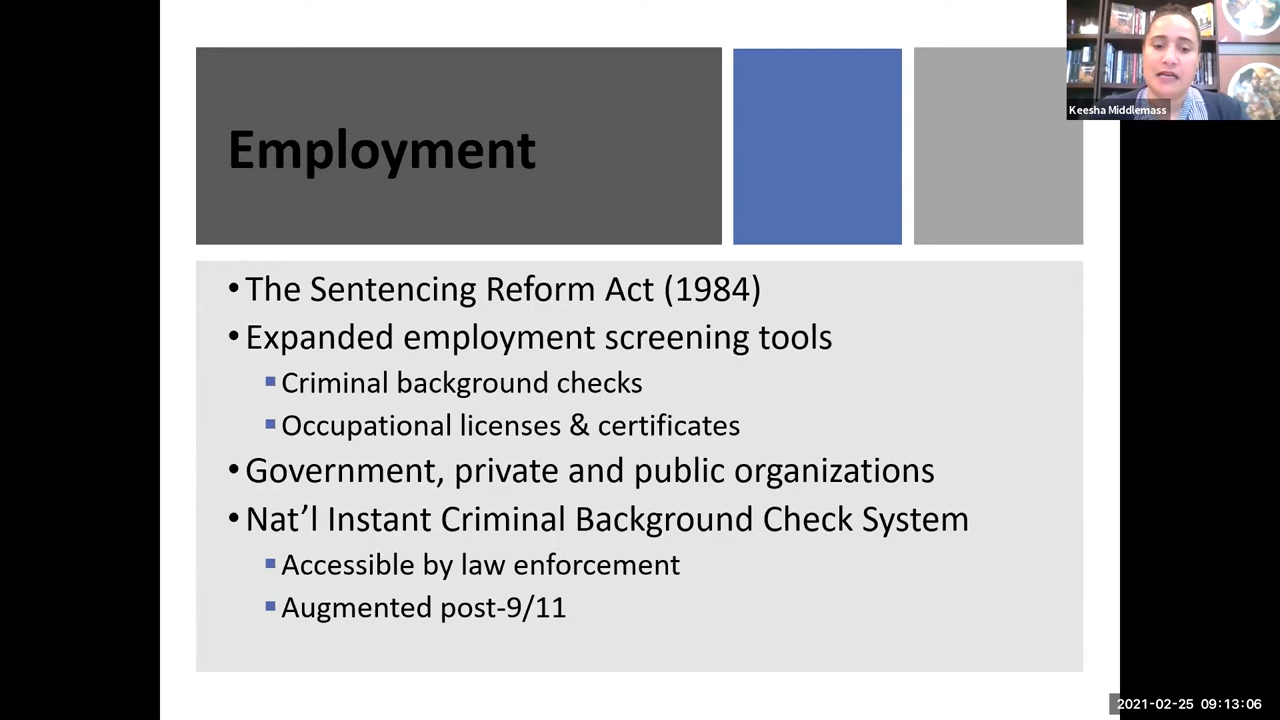 Employment
Keesha Middlemass
•The Sentencing Reform Act (1984)
•Expanded employment screening tools
▪Criminal background checks
▪Occupational licenses & certificates
•Government, private and public organizations
•Nat’l Instant Criminal Background Check System
▪Accessible by law enforcement
▪Augmented post-9/11
2021-02-25 09:13:06